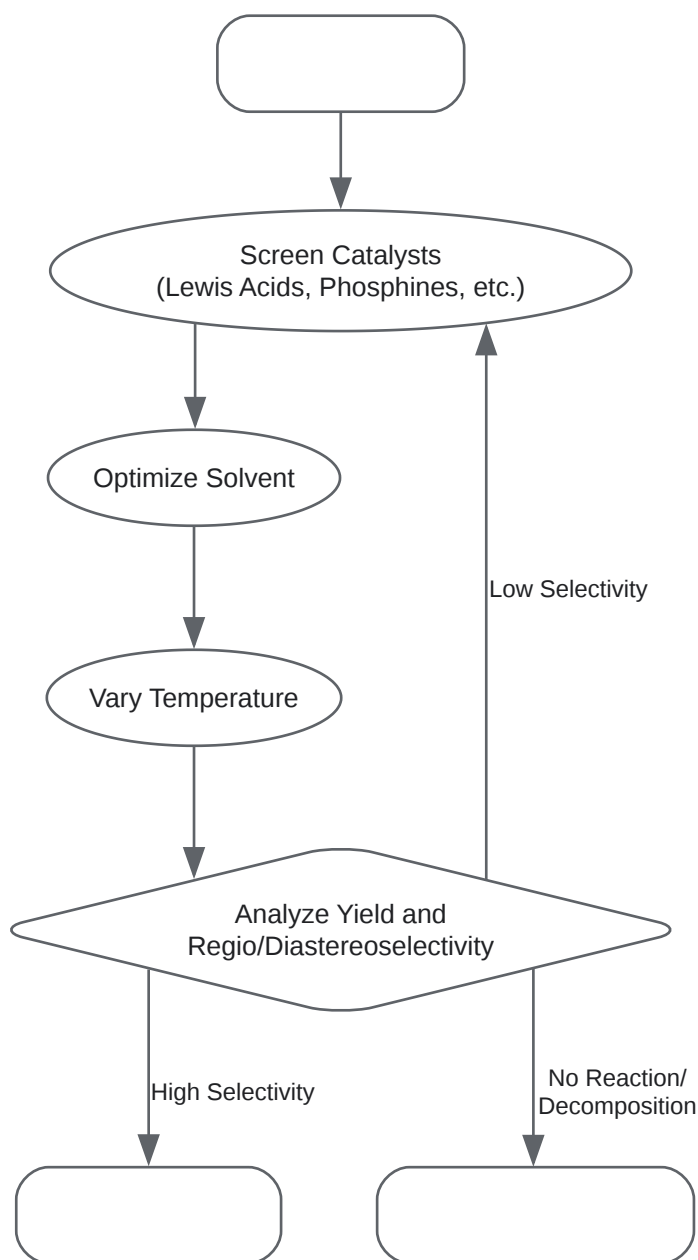 Screen Catalysts
(Lewis Acids, Phosphines, etc.)
Optimize Solvent
Low Selectivity
Vary Temperature
Analyze Yield and
Regio/Diastereoselectivity
High Selectivity
No Reaction/
Decomposition